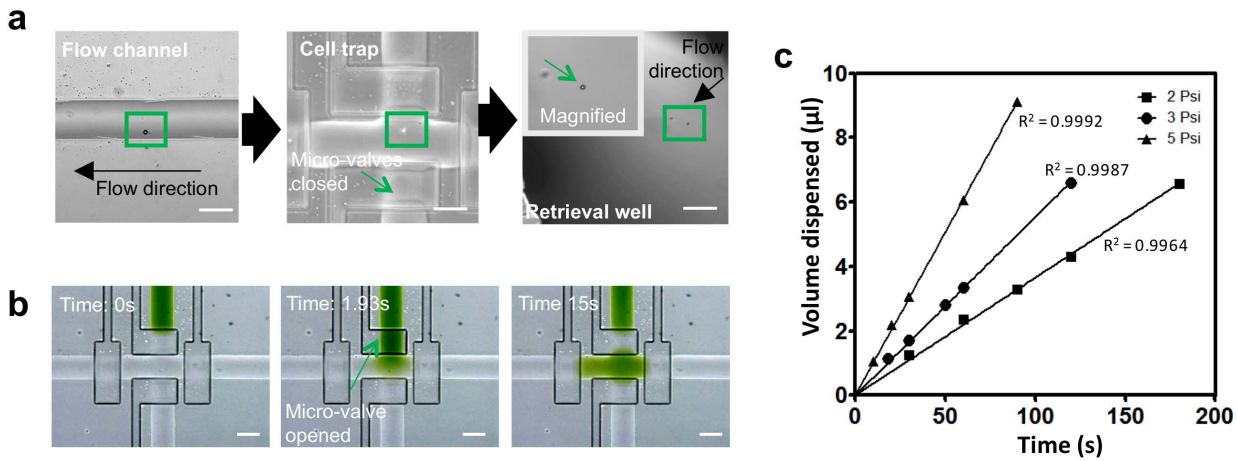 a
Flow channel
Flow direction
Cell trap
Micro-valves
closed
Flow
direction
Magnified
Retrieval well
b
Time: 0s
Time: 1.93s
Micro-valve
opened
Time 15s
c
Volume dispensed (µl)
10
8
6
4
2
0
0
50
100
150
200
Time (s)
2 Psi
3 Psi
5 Psi
R² = 0.9992
R² = 0.9987
R² = 0.9964